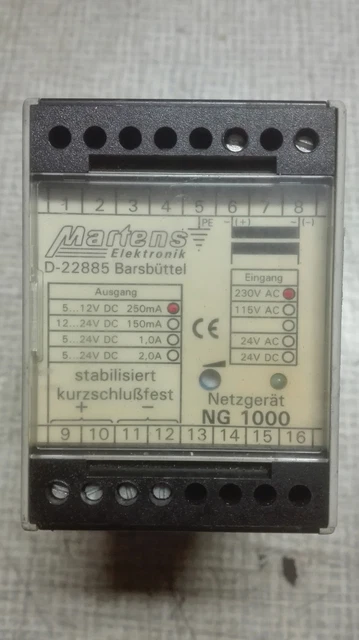 1 2 3 4 5 6 7 8
PE ~ (+) ~ (-)
Martens
Elektronik
D-22885 Barsbüttel
Ausgang
5...12V DC 250mA
12...24V DC 150mA
5...24V DC 1,0A
5...24V DC 2,0A
stabilisiert
kurzschlußfest
+ −
CE
Eingang
230V AC
115V AC
24V AC
24V DC
Netzgerät
NG 1000
9 10 11 12 13 14 15 16